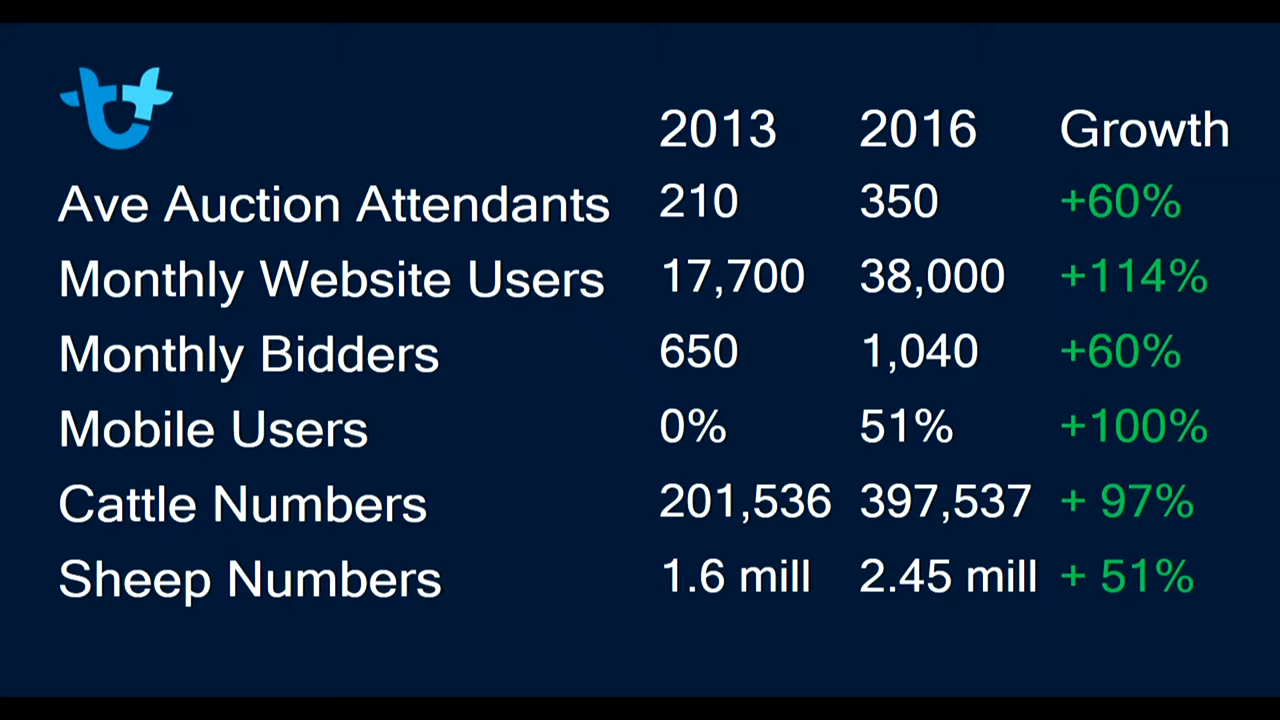 2013 2016 Growth
Ave Auction Attendants 210 350 +60%
Monthly Website Users 17,700 38,000 +114%
Monthly Bidders 650 1,040 +60%
Mobile Users 0% 51% +100%
Cattle Numbers 201,536 397,537 + 97%
Sheep Numbers 1.6 mill 2.45 mill + 51%